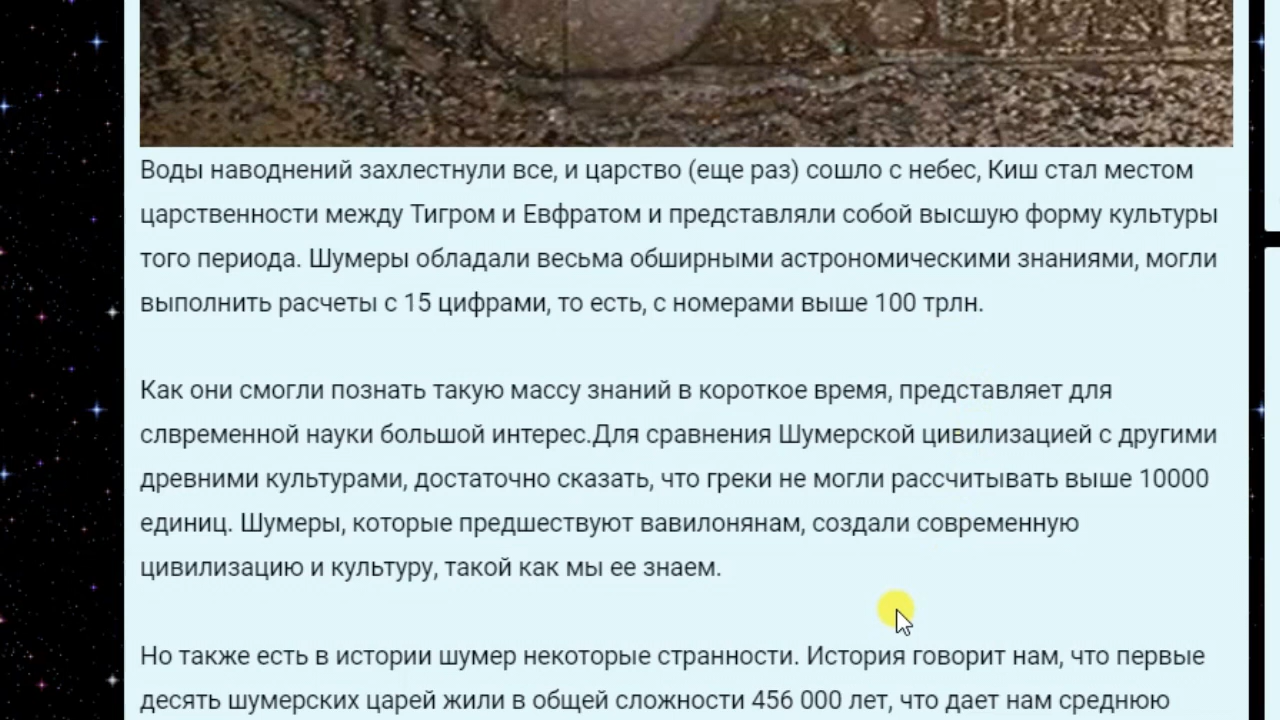 Воды наводнений захлестнули все, и царство (еще раз) сошло с небес, Киш стал местом
царственности между Тигром и Евфратом и представляли собой высшую форму культуры
того периода. Шумеры обладали весьма обширными астрономическими знаниями, могли
выполнить расчеты с 15 цифрами, то есть, с номерами выше 100 трлн.
Как они смогли познать такую массу знаний в короткое время, представляет для
слвременной науки большой интерес.Для сравнения Шумерской цивилизацией с другими
древними культурами, достаточно сказать, что греки не могли рассчитывать выше 10000
единиц. Шумеры, которые предшествуют вавилонянам, создали современную
цивилизацию и культуру, такой как мы ее знаем.
Но также есть в истории шумер некоторые странности. История говорит нам, что первые
десять шумерских царей жили в общей сложности 456 000 лет, что дает нам среднюю